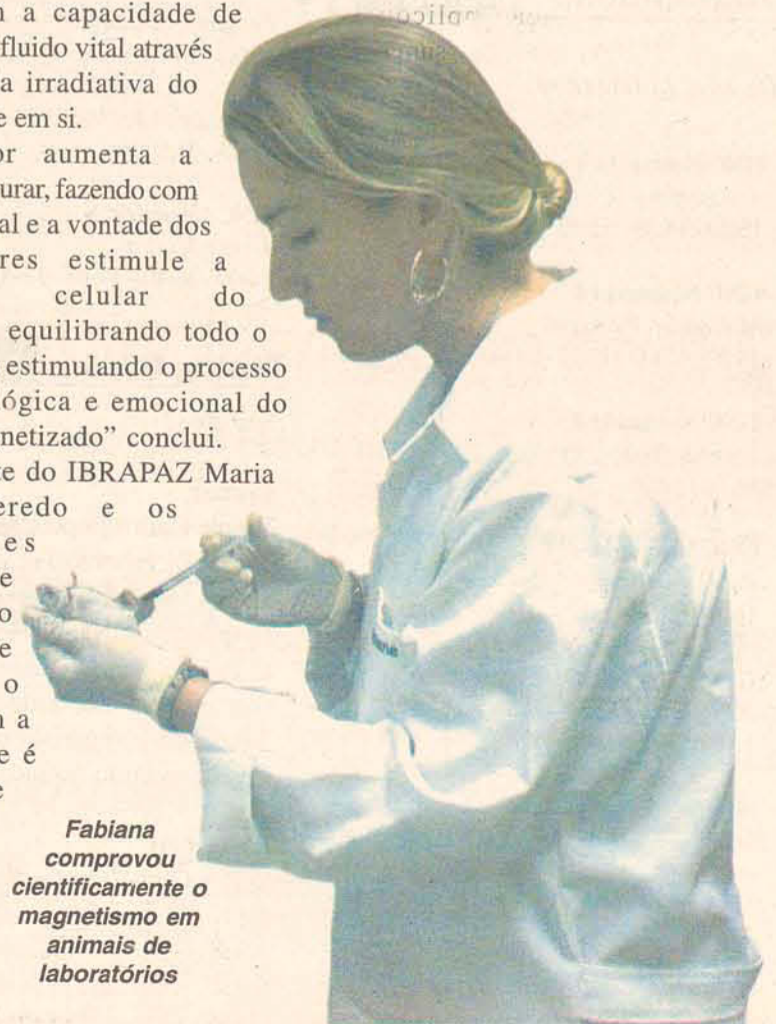 a capacidade de
fluido vital através
a irradiativa do
e em si.
or aumenta a
urar, fazendo com
al e a vontade dos
res estimule a
celular do
equilibrando todo o
estimulando o processo
ógica e emocional do
netizado” conclui.
te do IBRAPAZ Maria
eredo e os
es
e
o
e
o
a
e é
e
Fabiana
comprovou
cientificamente o
magnetismo em
animais de
laboratórios